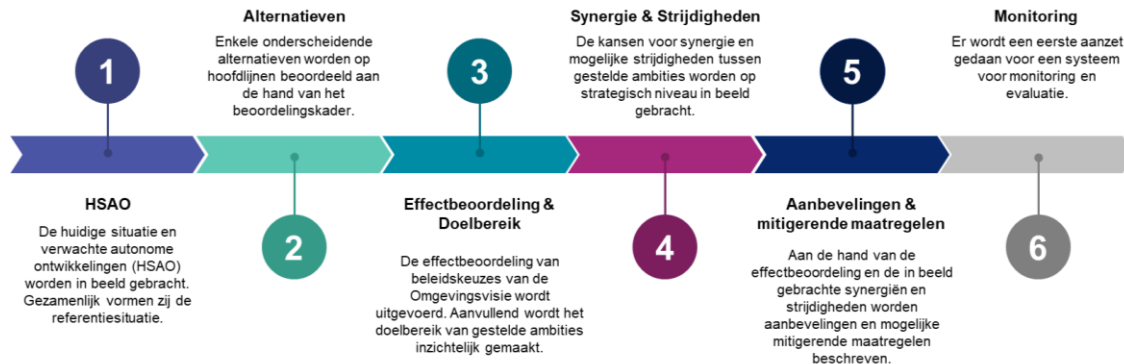 1
HSAO
De huidige situatie en
verwachte autonome
ontwikkelingen (HSAO)
worden in beeld gebracht.
Gezamenlijk vormen zij de
referentiesituatie.
Alternatieven
Enkele onderscheidende
alternatieven worden op
hoofdlijnen beoordeeld aan
de hand van het
beoordelingskader.
2
3
Effectbeoordeling &
Doelbereik
De effectbeoordeling van
beleidskeuzes van de
Omgevingsvisie wordt
uitgevoerd. Aanvullend wordt het
doelbereik van gestelde ambities
inzichtelijk gemaakt.
Synergie & Strijdigheden
De kansen voor synergie en
mogelijke strijdigheden tussen
gestelde ambities worden op
strategisch niveau in beeld
gebracht.
4
5
Aanbevelingen &
mitigerende maatregelen
Aan de hand van de
effectbeoordeling en de in beeld
gebrachte synergiën en
strijdigheden worden
aanbevelingen en mogelijke
mitigerende maatregelen
beschreven.
Monitoring
Er wordt een eerste aanzet
gedaan voor een systeem
voor monitoring en
evaluatie.
6